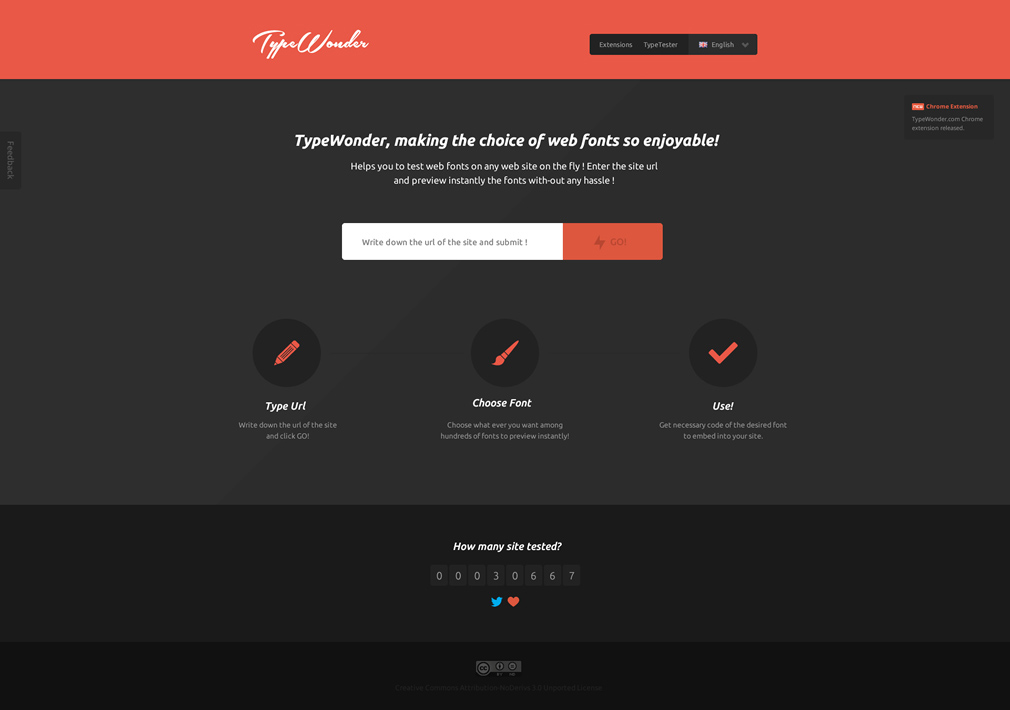 TypeWonder
Extensions TypeTester English
NEW Chrome Extension
TypeWonder.com Chrome
extension released.
Feedback
TypeWonder, making the choice of web fonts so enjoyable!
Helps you to test web fonts on any web site on the fly ! Enter the site url
and preview instantly the fonts with-out any hassle !
Write down the url of the site and submit !
GO!
Type Url
Write down the url of the site
and click GO!
Choose Font
Choose what ever you want among
hundreds of fonts to preview instantly!
Use!
Get necessary code of the desired font
to embed into your site.
How many site tested?
0 0 0 3 0 6 6 7